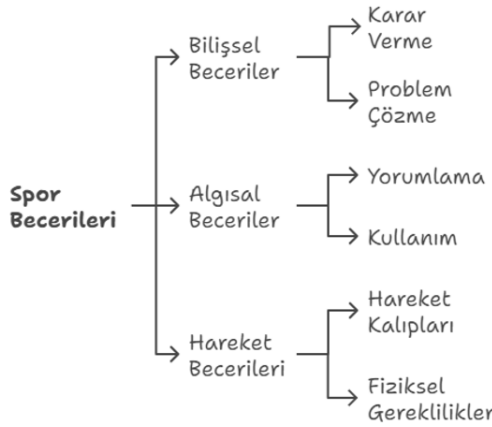 Spor
Becerileri
Bilişsel
Beceriler
Karar
Verme
Problem
Çözme
Algısal
Beceriler
Yorumlama
Kullanım
Hareket
Becerileri
Hareket
Kalıpları
Fiziksel
Gereklilikler